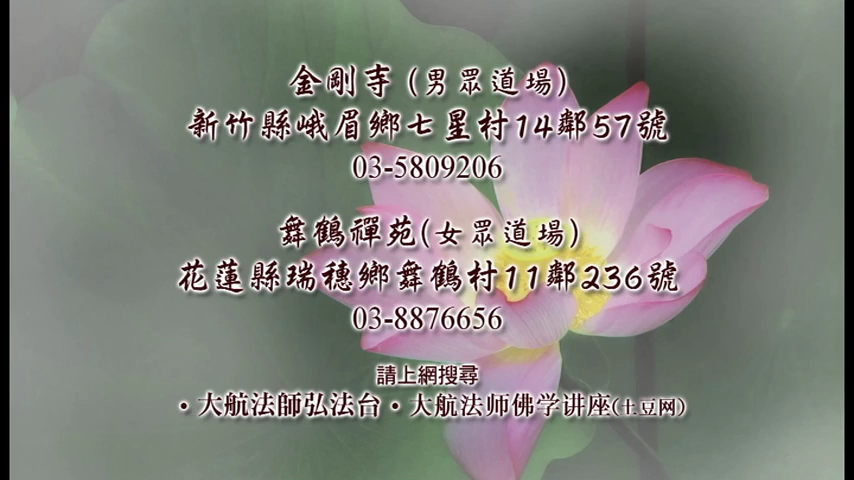 金剛寺(男眾道場)
新竹縣峨眉鄉七星村14鄰57號
03-5809206
舞鶴禪苑(女眾道場)
花蓮縣瑞穗鄉舞鶴村11鄰236號
03-8876656
請上網搜尋
・大航法師弘法台・大航法师佛学讲座(土豆网)